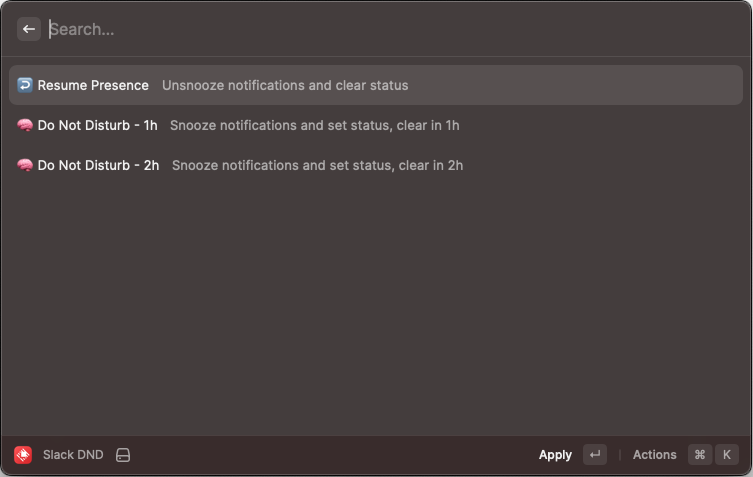 Search...
Resume Presence Unsnooze notifications and clear status
Do Not Disturb - 1h Snooze notifications and set status, clear in 1h
Do Not Disturb - 2h Snooze notifications and set status, clear in 2h
Slack DND Apply Actions ⌘ K